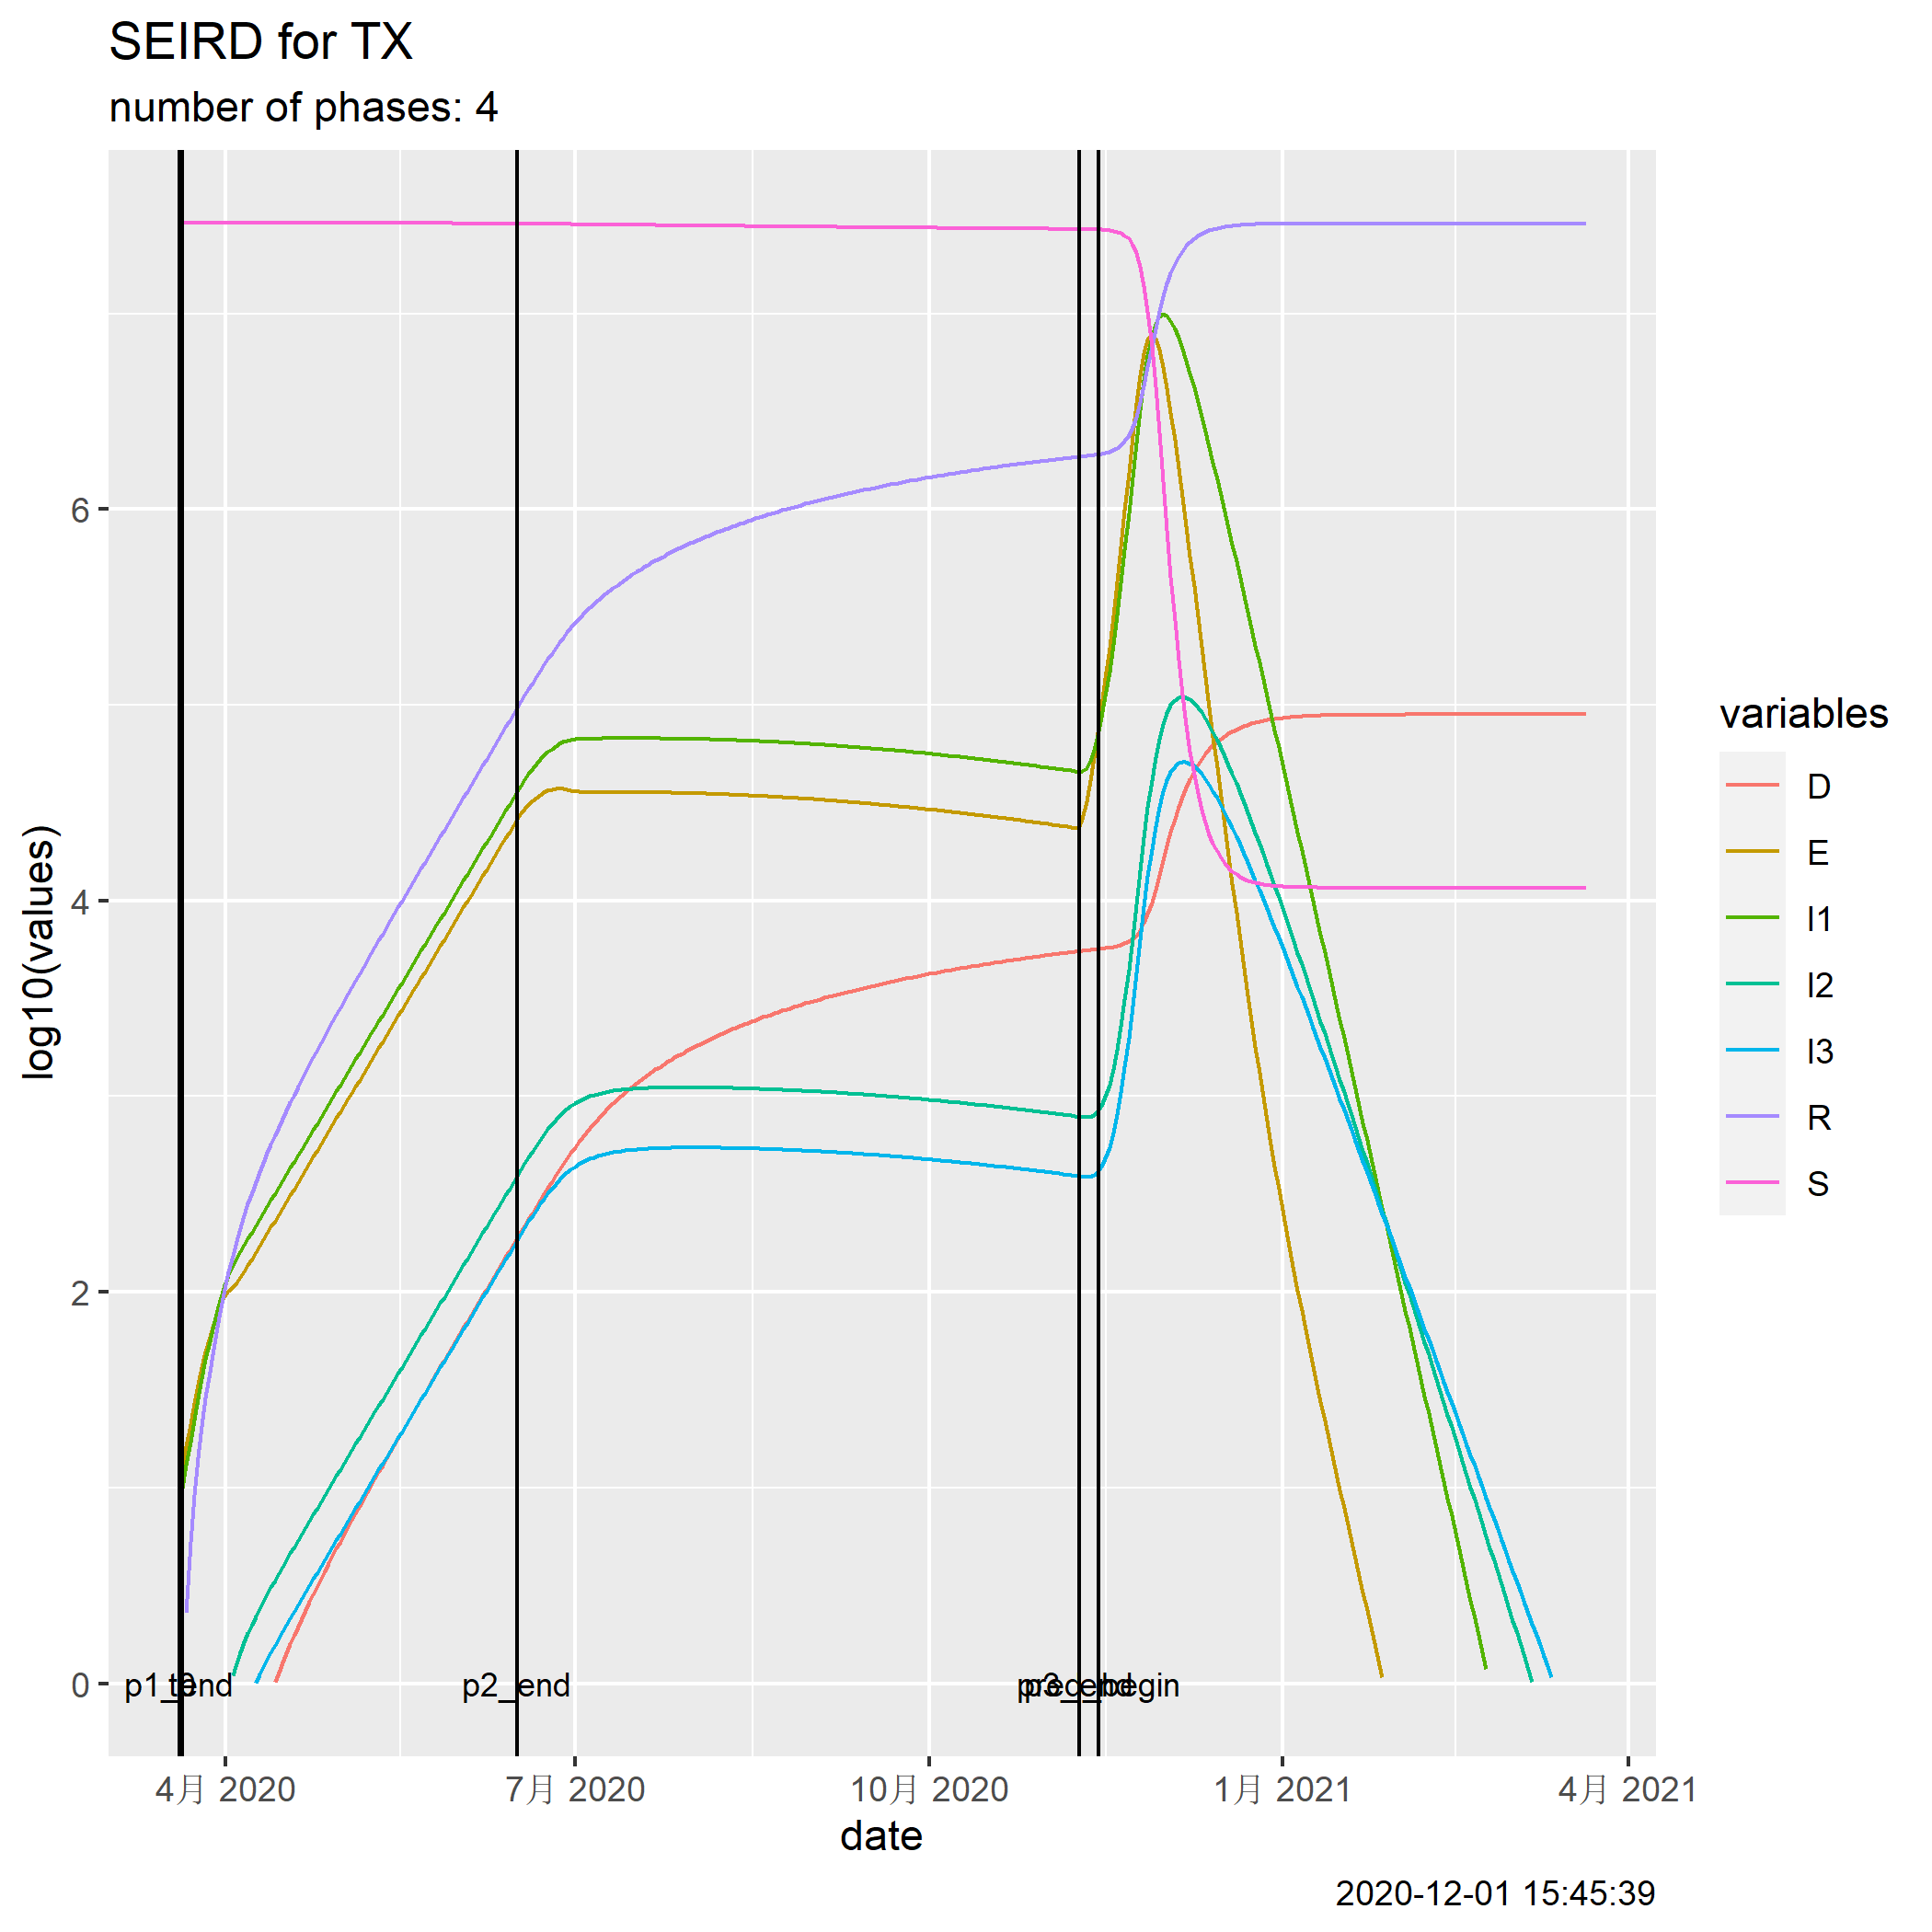 SEIRD for TX
number of phases: 4
log10(values)
6
4
2
0
p2_end
4月 2020
7月 2020
10月 2020
1月 2021
4月 2021
date
variables
D
E
I1
I2
I3
R
S
2020-12-01 15:45:39